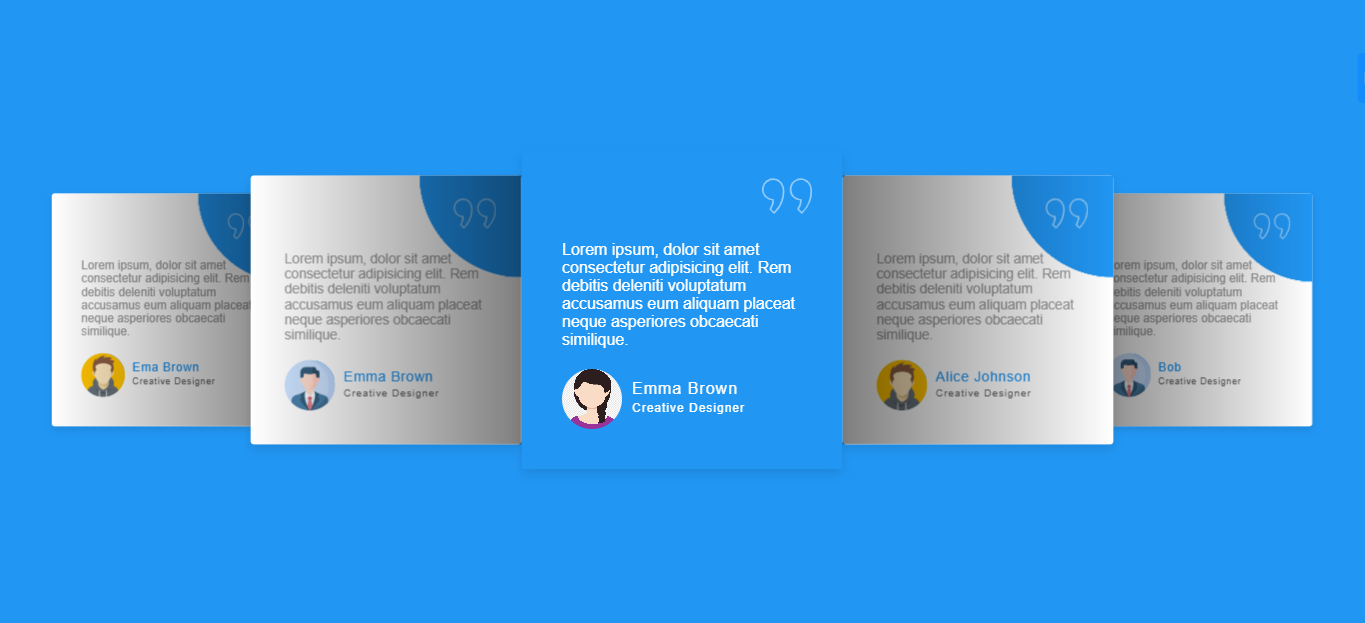 Lorem ipsum, dolor sit amet
consectetur adipisicing elit. Rem
debitis deleniti voluptatum
accusamus eum aliquam placeat
neque asperiores obcaecati
similique.
Ema Brown
Creative Designer
Lorem ipsum, dolor sit amet
consectetur adipisicing elit. Rem
debitis deleniti voluptatum
accusamus eum aliquam placeat
neque asperiores obcaecati
similique.
Emma Brown
Creative Designer
Lorem ipsum, dolor sit amet
consectetur adipisicing elit. Rem
debitis deleniti voluptatum
accusamus eum aliquam placeat
neque asperiores obcaecati
similique.
Emma Brown
Creative Designer
Lorem ipsum, dolor sit amet
consectetur adipisicing elit. Rem
debitis deleniti voluptatum
accusamus eum aliquam placeat
neque asperiores obcaecati
similique.
Alice Johnson
Creative Designer
orem ipsum, dolor sit amet
consectetur adipisicing elit. Rem
debitis deleniti voluptatum
accusamus eum aliquam placeat
eque asperiores obcaecati
imilique.
Bob
Creative Designer